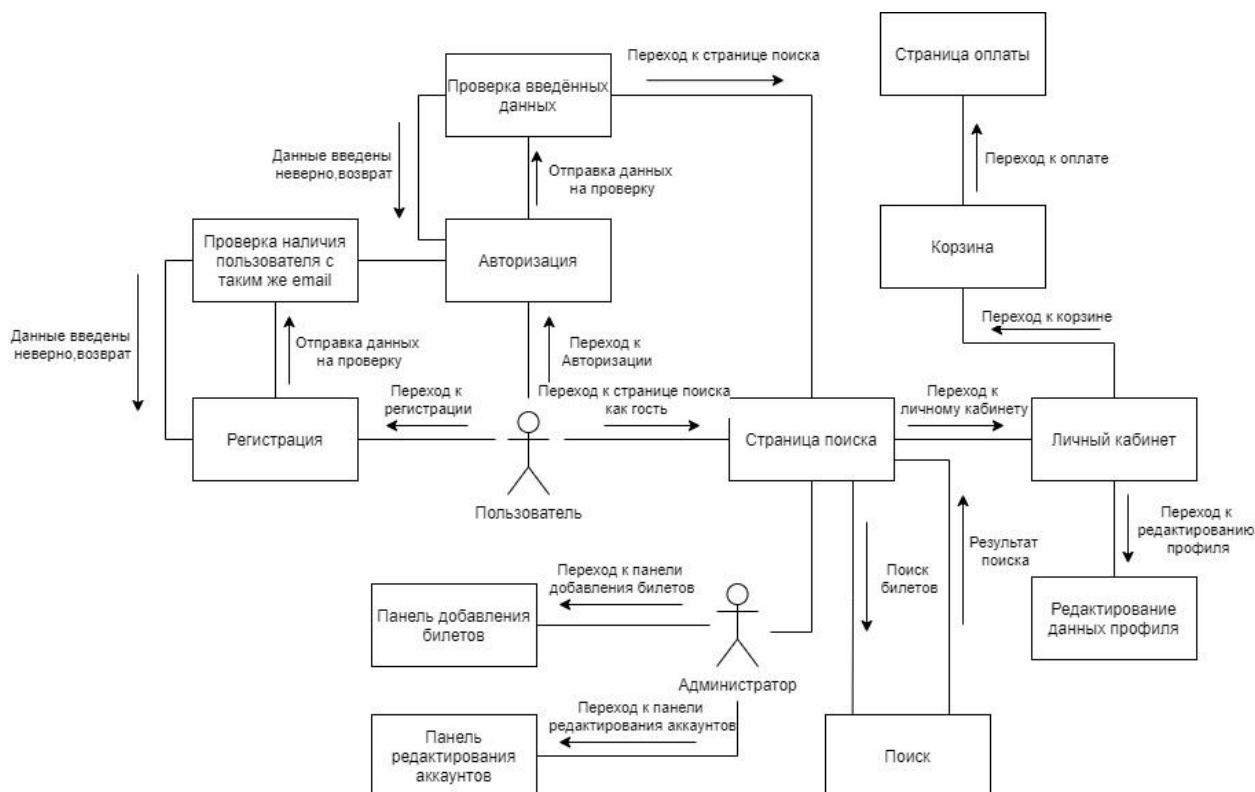 Переход к странице поиска
Страница оплаты
Проверка введённых
данных
Данные введены
неверно,возврат
Отправка данных
на проверку
Переход к оплате
Проверка наличия
пользователя с
таким же email
Авторизация
Корзина
Данные введены
неверно,возврат
Отправка данных
на проверку
Переход к
Авторизации
Переход к корзине
Переход к
регистрации
Переход к странице поиска
как гость
Переход к
личному кабинету
Регистрация
Страница поиска
Личный кабинет
Пользователь
Переход к
редактированию
профиля
Поиск
билетов
Результат
поиска
Переход к панели
добавления билетов
Панель добавления
билетов
Редактирование
данных профиля
Администратор
Переход к панели
редактирования аккаунтов
Панель
редактирования
аккаунтов
Поиск